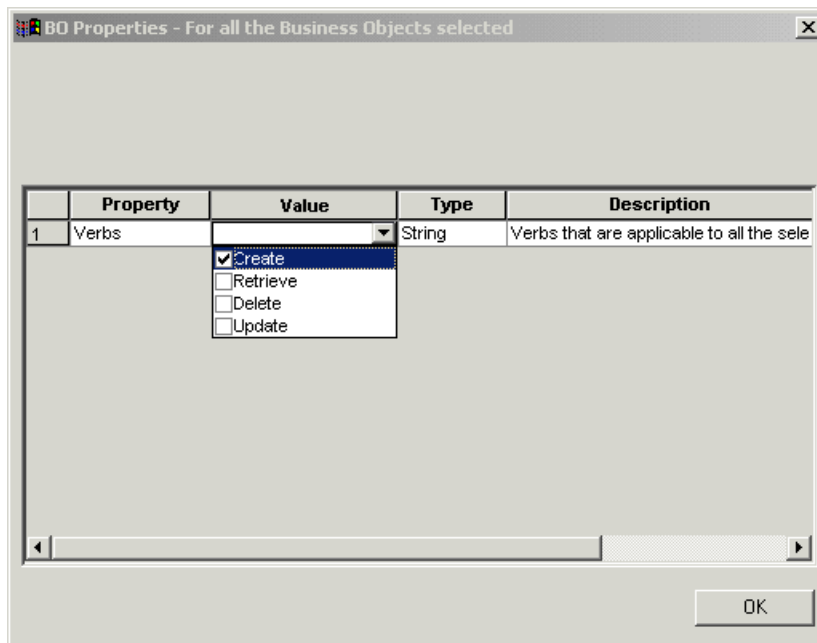 BO Properties - For all the Business Objects selected
Property Value Type Description
1 Verbs String Verbs that are applicable to all the sele
Create
Retrieve
Delete
Update
OK